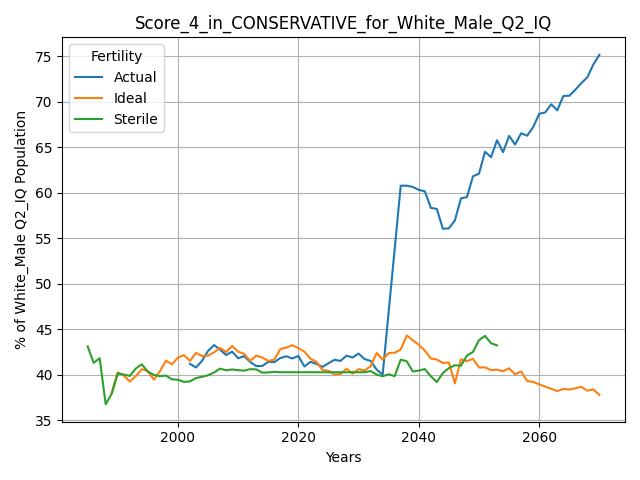 Score_4_in_CONSERVATIVE_for_White_Male_Q2_IQ
Fertility
Actual
Ideal
Sterile
% of White_Male Q2_IQ Population
75
70
65
60
55
50
45
40
35
2000
2020
2040
2060
Years